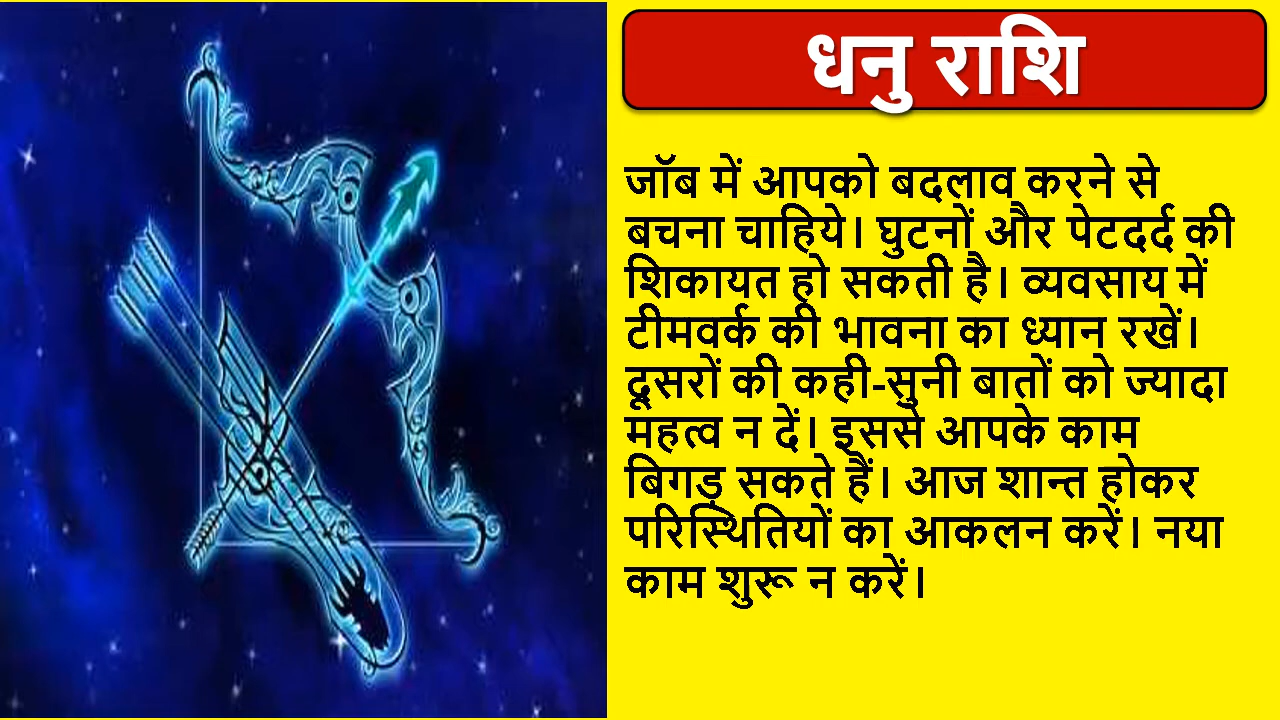 धनु राशि
जॉब में आपको बदलाव करने से
बचना चाहिये। घुटनों और पेटदर्द की
शिकायत हो सकती है। व्यवसाय में
टीमवर्क की भावना का ध्यान रखें।
दूसरों की कही-सुनी बातों को ज्यादा
महत्व न दें। इससे आपके काम
बिगड़ सकते हैं। आज शान्त होकर
परिस्थितियों का आकलन करें। नया
काम शुरू न करें।